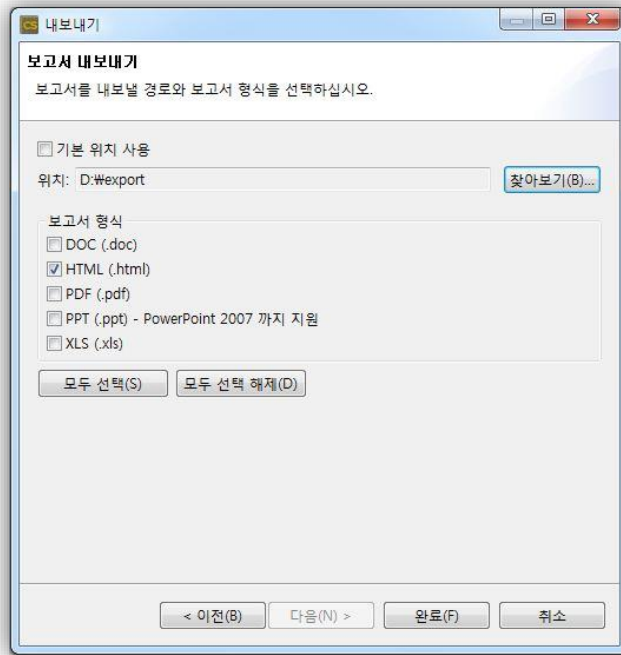 CS 내보내기
보고서 내보내기
보고서를 내보낼 경로와 보고서 형식을 선택하십시오.
기본 위치 사용
위치: D:₩export 찾아보기(B)...
보고서 형식
DOC (.doc)
HTML (.html)
PDF (.pdf)
PPT (.ppt) - PowerPoint 2007 까지 지원
XLS (.xls)
모두 선택(S) 모두 선택 해제(D)
< 이전(B) 다음(N) > 완료(F) 취소